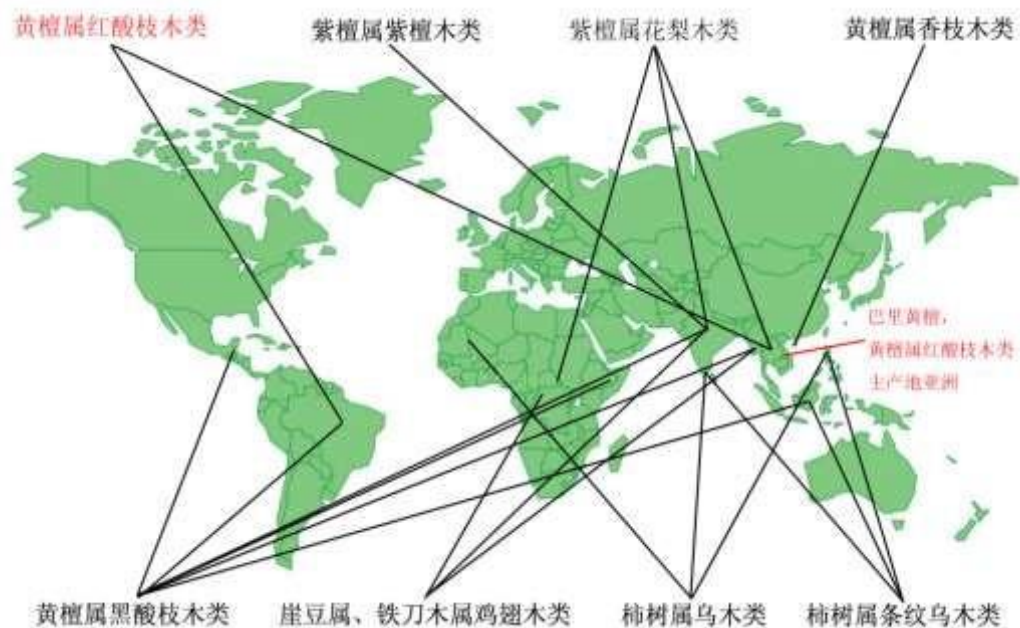 黄檀属红酸枝木类
紫檀属紫檀木类
紫檀属花梨木类
黄檀属香枝木类
巴里黄檀，
黄檀属红酸枝木类
主产地亚洲
黄檀属黑酸枝木类
崖豆属、铁刀木属鸡翅木类
柿树属乌木类
柿树属条纹乌木类